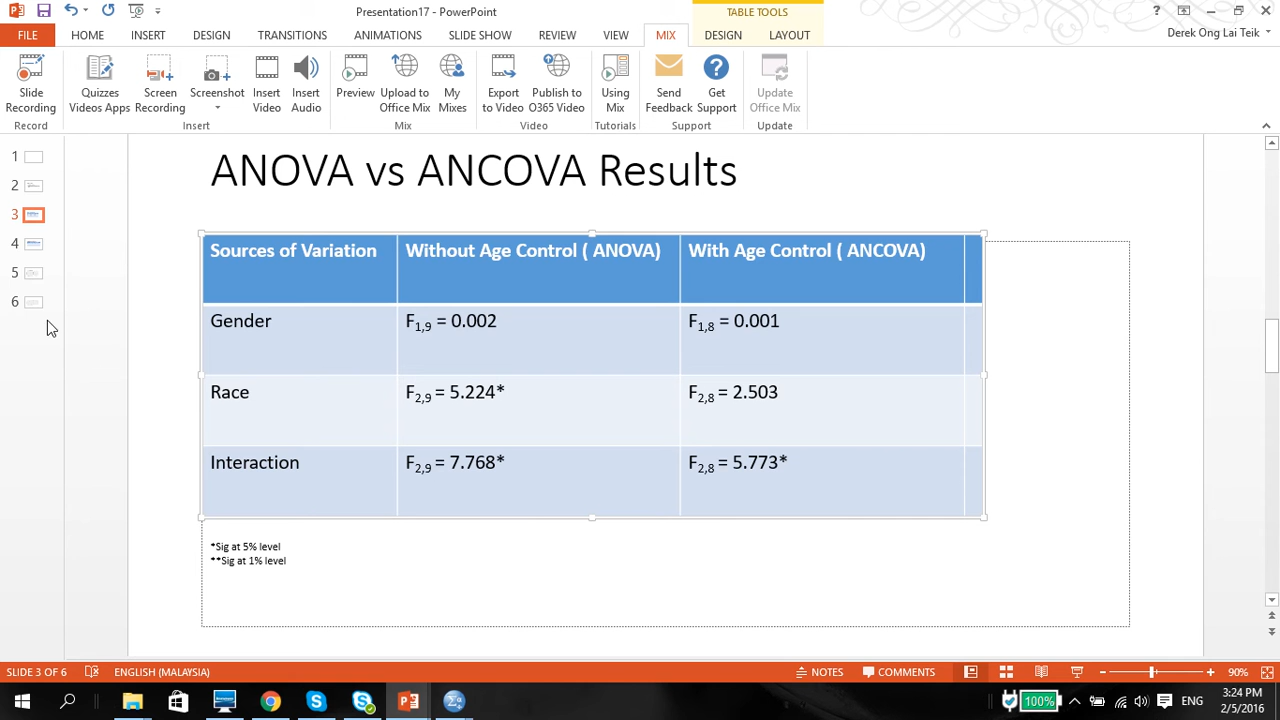 Presentation17 - PowerPoint
TABLE TOOLS
?
FILE HOME INSERT DESIGN TRANSITIONS ANIMATIONS SLIDE SHOW REVIEW VIEW MIX DESIGN LAYOUT
Derek Ong Lai Teik
Slide Recording
Quizzes Videos Apps
Screen Recording
Screenshot
Insert Video
Insert Audio
Preview
Upload to Office Mix
My Mixes
Export to Video
Publish to O365 Video
Using Mix
Send Feedback
Get Support
Update Office Mix
Record Insert Mix Video Tutorials Support Update
1
2
3
4
5
6
ANOVA vs ANCOVA Results
Sources of Variation Without Age Control ( ANOVA) With Age Control ( ANCOVA)
Gender F1,9 = 0.002 F1,8 = 0.001
Race F2,9 = 5.224* F2,8 = 2.503
Interaction F2,9 = 7.768* F2,8 = 5.773*
*Sig at 5% level
**Sig at 1% level
SLIDE 3 OF 6 ENGLISH (MALAYSIA) NOTES COMMENTS 90%
100% ENG 3:24 PM
2/5/2016